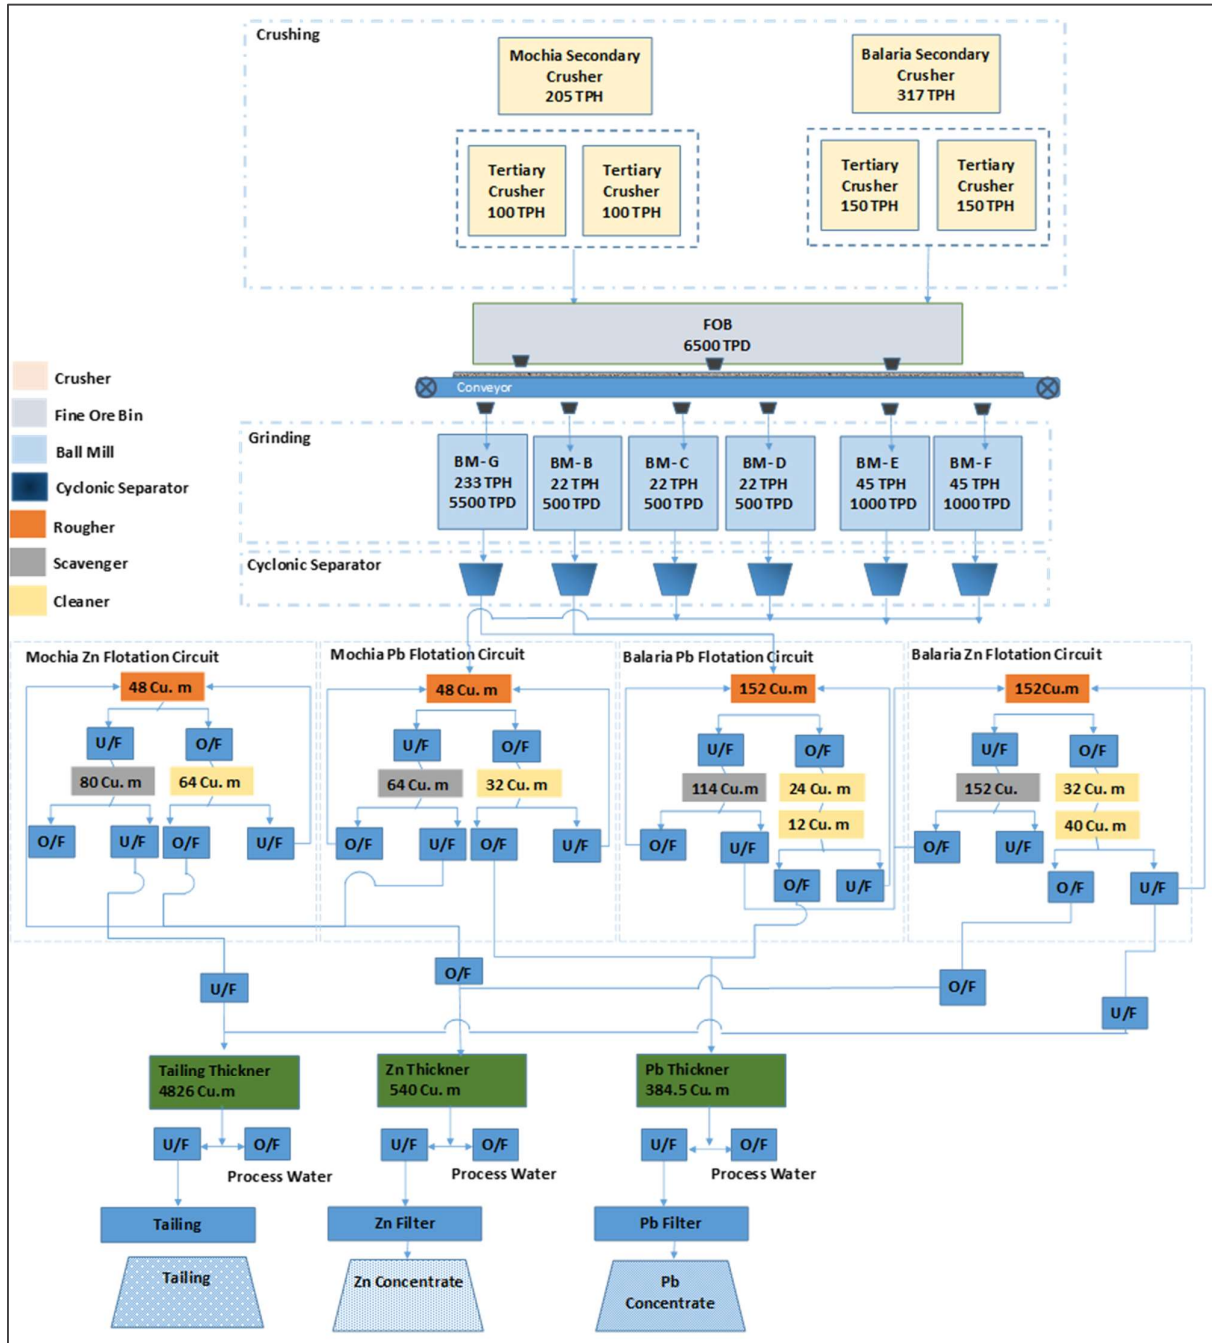 Crushing
Mochia Secondary
Crusher
205 TPH
Balaria Secondary
Crusher
317 TPH
Tertiary
Crusher
100 TPH
Tertiary
Crusher
100 TPH
Tertiary
Crusher
150 TPH
Tertiary
Crusher
150 TPH
FOB
6500 TPD
Conveyor
Crusher
Fine Ore Bin
Ball Mill
Cyclonic Separator
Rougher
Scavenger
Cleaner
Grinding
BM- G
233 TPH
5500 TPD
BM- B
22 TPH
500 TPD
BM- C
22 TPH
500 TPD
BM- D
22 TPH
500 TPD
BM- E
45 TPH
1000 TPD
BM- F
45 TPH
1000 TPD
Cyclonic Separator
Mochia Zn Flotation Circuit
48 Cu. m
U/F
O/F
80 Cu. m
64 Cu. m
O/F
U/F
O/F
U/F
Mochia Pb Flotation Circuit
48 Cu. m
U/F
O/F
64 Cu. m
32 Cu. m
O/F
U/F
O/F
U/F
Balaria Pb Flotation Circuit
152 Cu.m
U/F
O/F
114 Cu.m
24 Cu. m
12 Cu. m
O/F
U/F
O/F
U/F
Balaria Zn Flotation Circuit
152Cu.m
U/F
O/F
152 Cu.
32 Cu. m
40 Cu. m
O/F
U/F
O/F
U/F
U/F
O/F
O/F
U/F
Tailing Thickner
4826 Cu.m
Zn Thickner
540 Cu. m
Pb Thickner
384.5 Cu. m
U/F
O/F
Process Water
U/F
O/F
Process Water
U/F
O/F
Process Water
Tailing
Zn Filter
Pb Filter
Tailing
Zn Concentrate
Pb
Concentrate